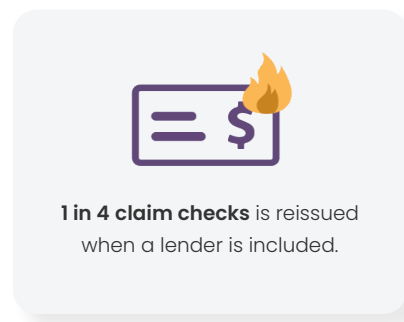 $
1 in 4 claim checks is reissued
when a lender is included.